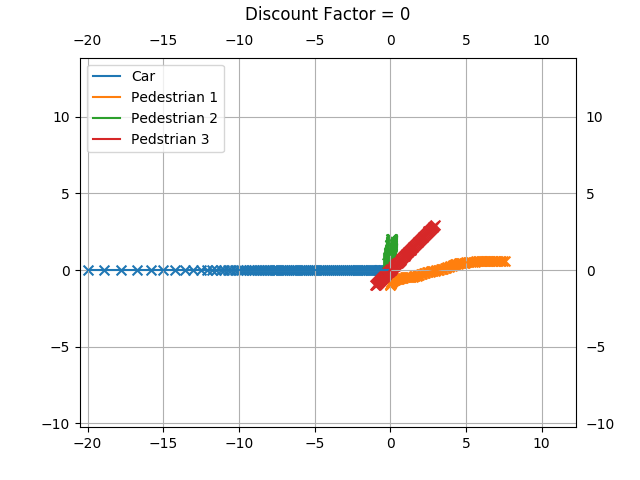 Discount Factor = 0
−20 −15 −10 −5 0 5 10
Car
Pedestrian 1
Pedestrian 2
Pedstrian 3
10 10
5 5
0 0
−5 −5
−10 −10
−20 −15 −10 −5 0 5 10